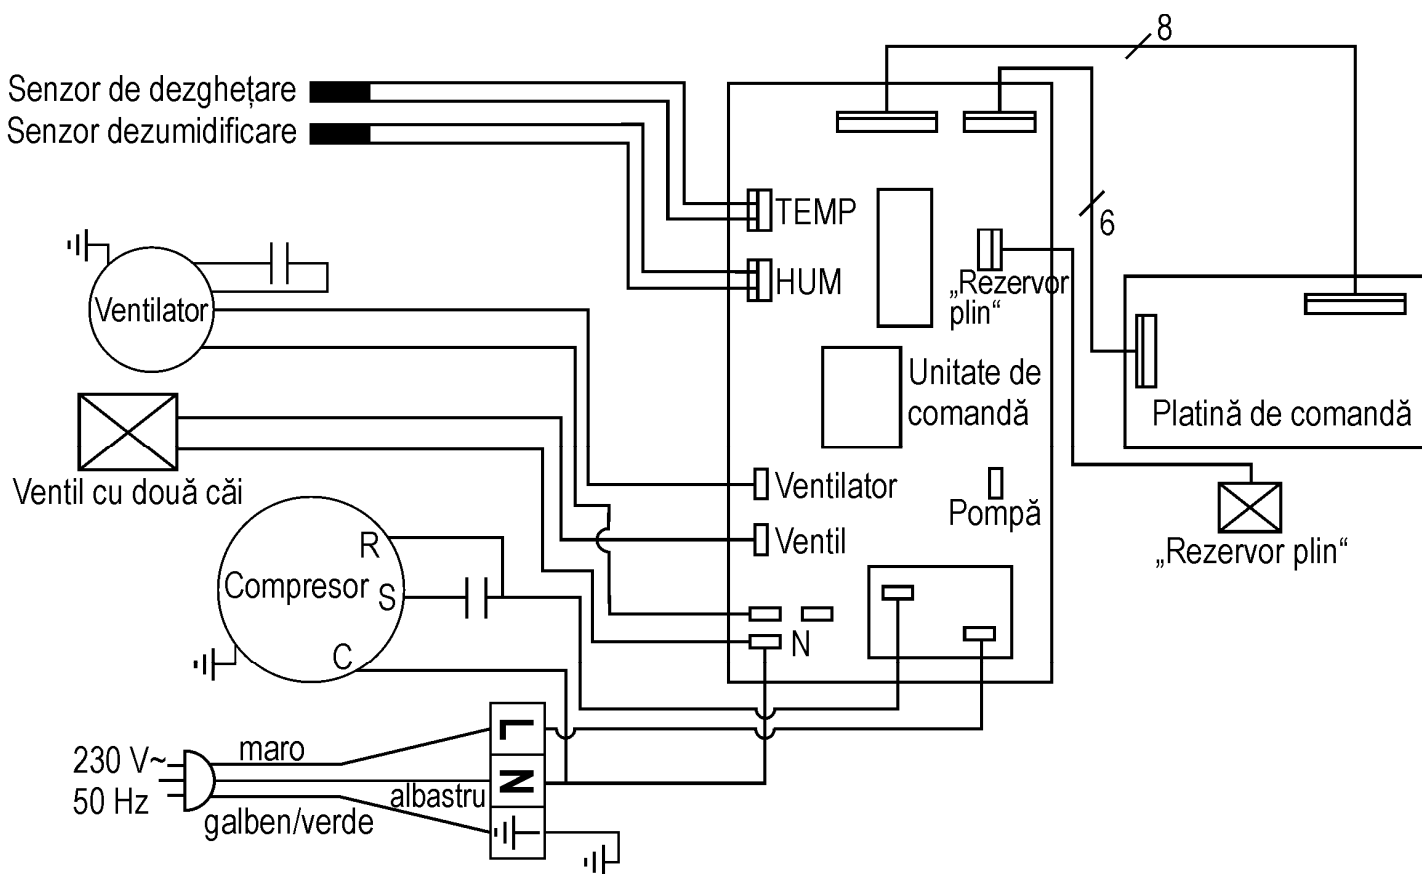 8
Senzor de dezghețare
Senzor dezumidificare
TEMP
6
HUM
„Rezervor
plin“
Ventilator
Unitate de
comandă
Platină de comandă
Ventil cu două căi
Ventilator
Pompă
Ventil
„Rezervor plin“
R
Compresor
S
N
C
L
maro
230 V~
N
50 Hz
albastru
galben/verde